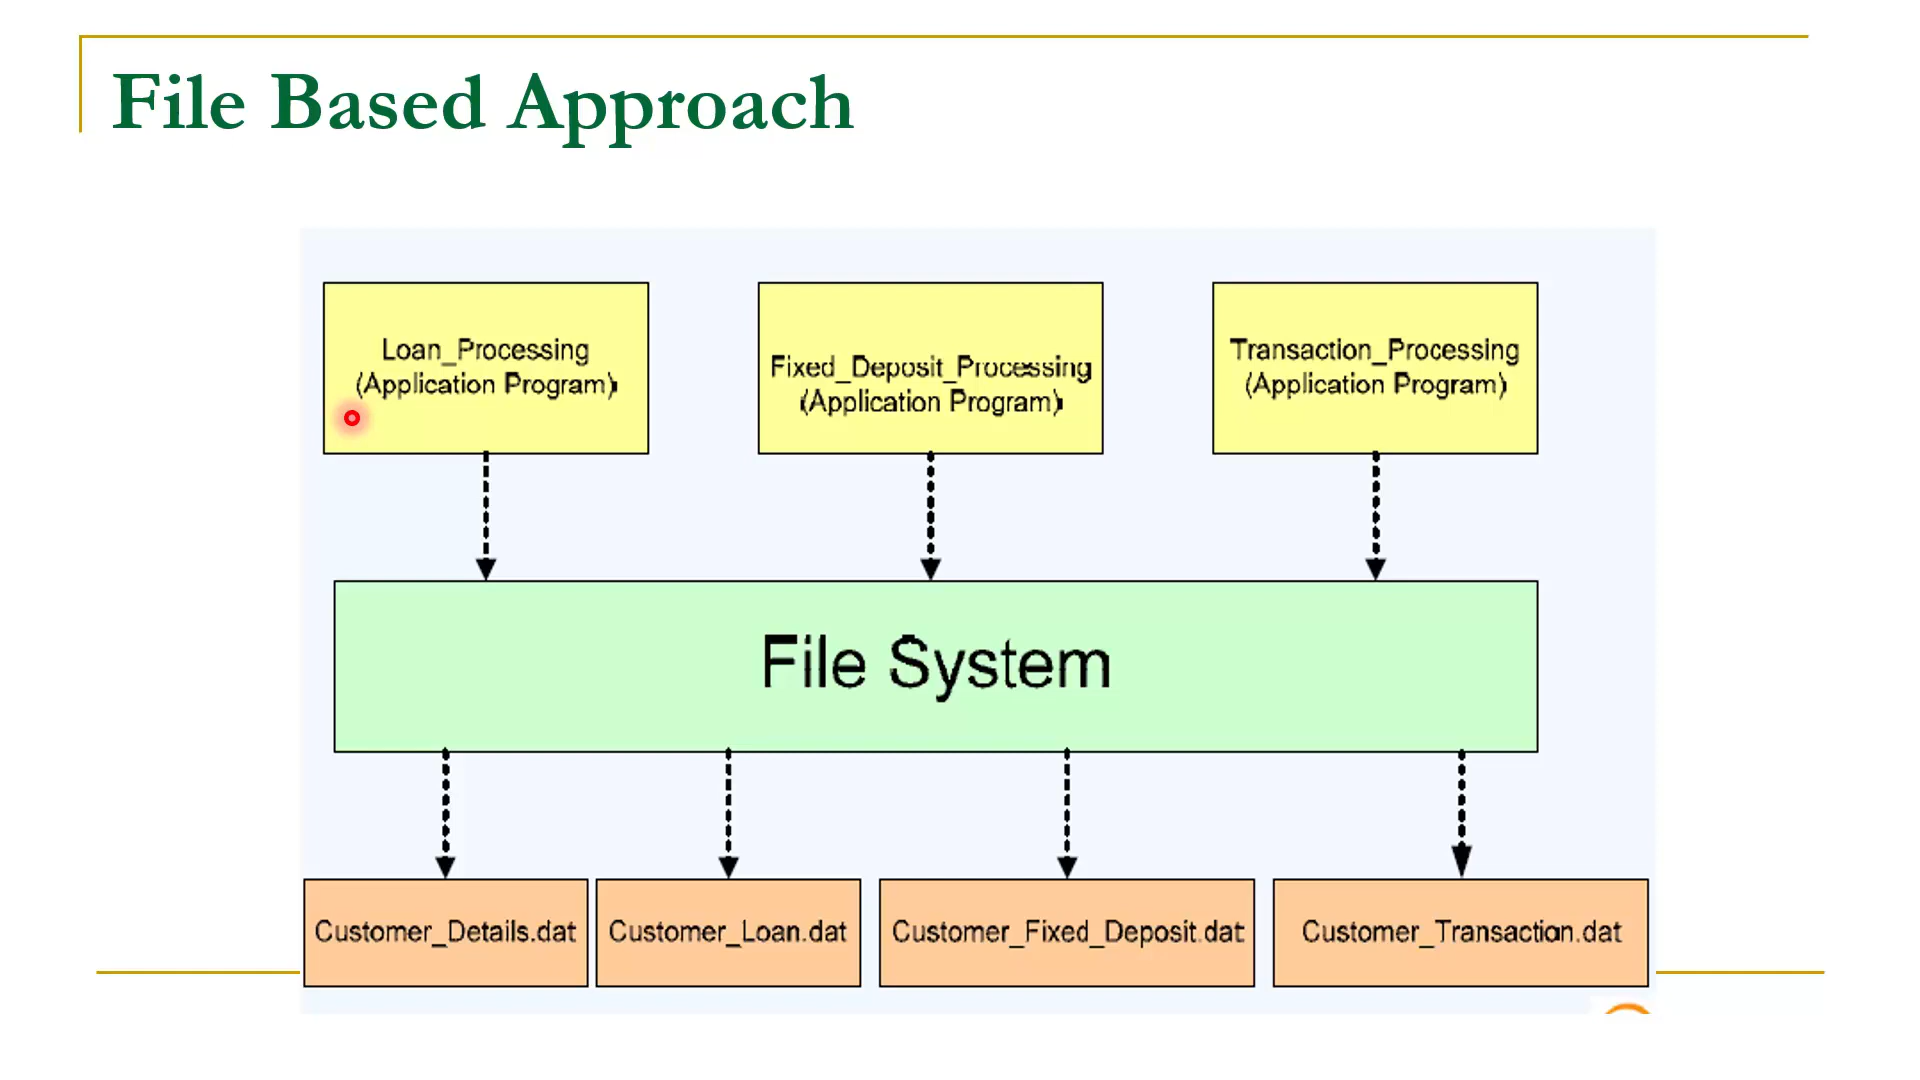 File Based Approach
Loan_Processing
(Application Program)
Fixed_Deposit_Processing
(Application Program)
Transaction_Processing
(Application Program)
File System
Customer_Details.dat
Customer_Loan.dat
Customer_Fixed_Deposit.dat
Customer_Transaction.dat